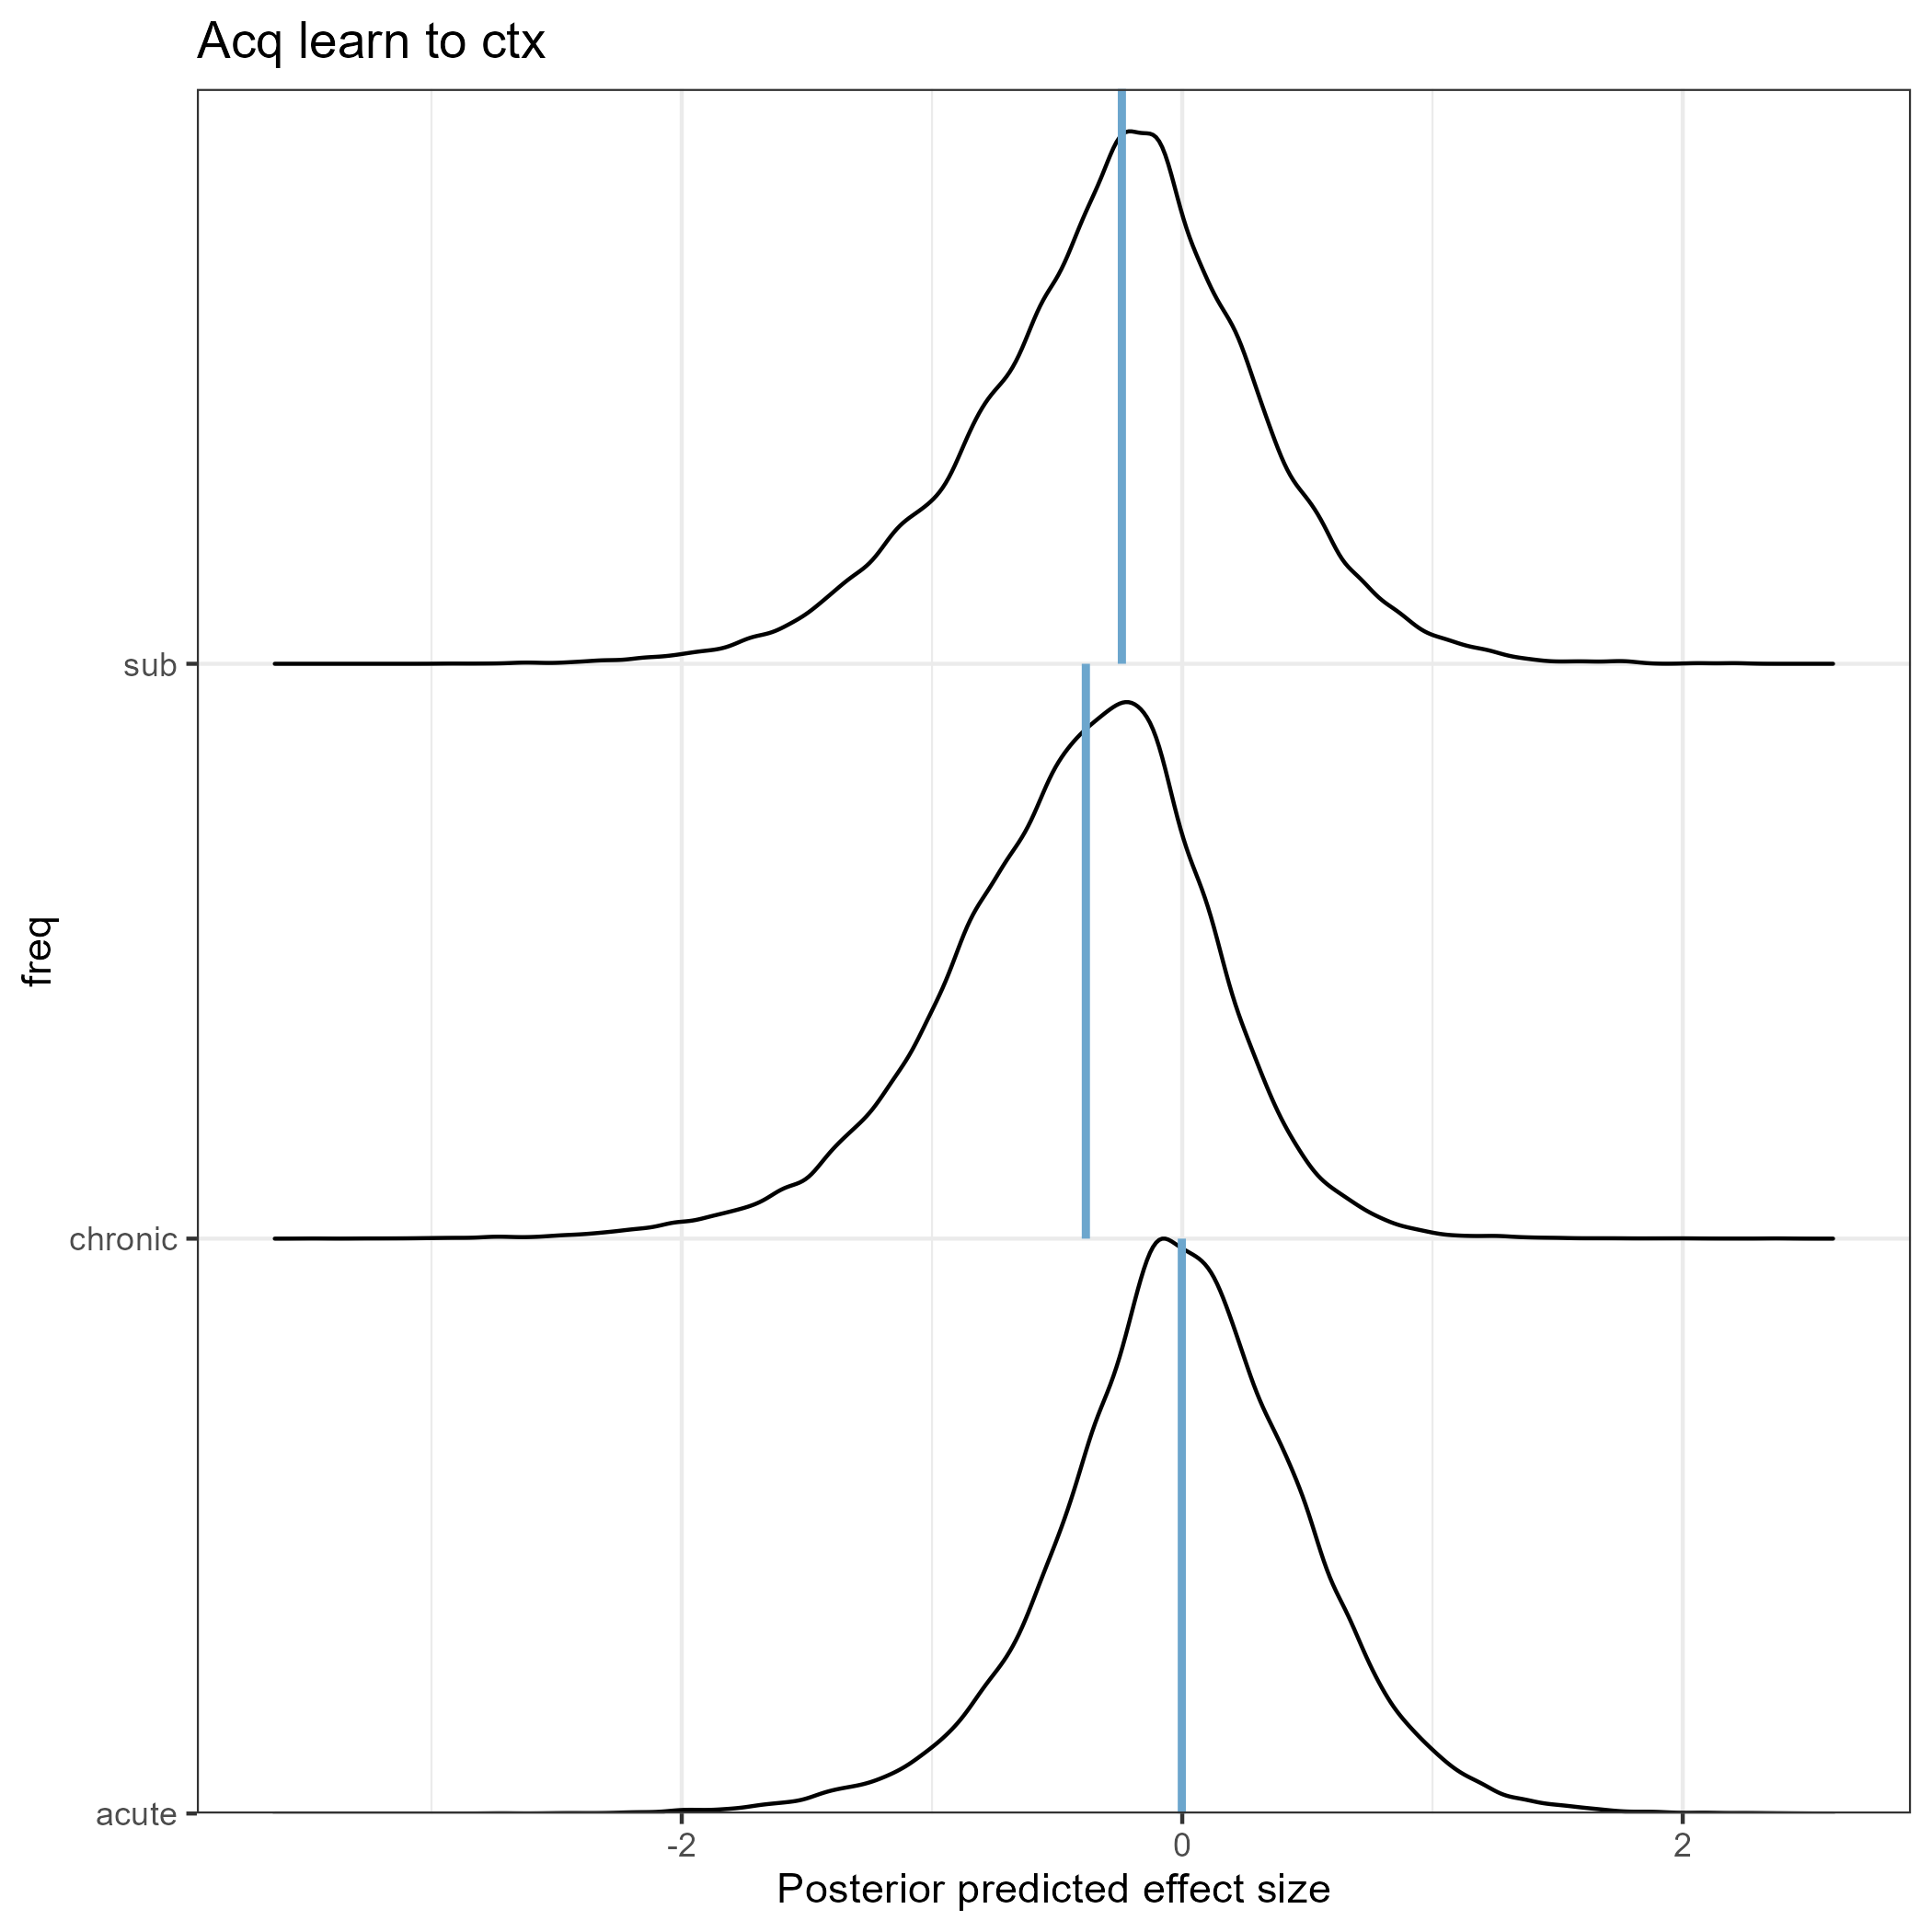 Acq learn to ctx
sub
chronic
acute
freq
-2
0
2
Posterior predicted effect size